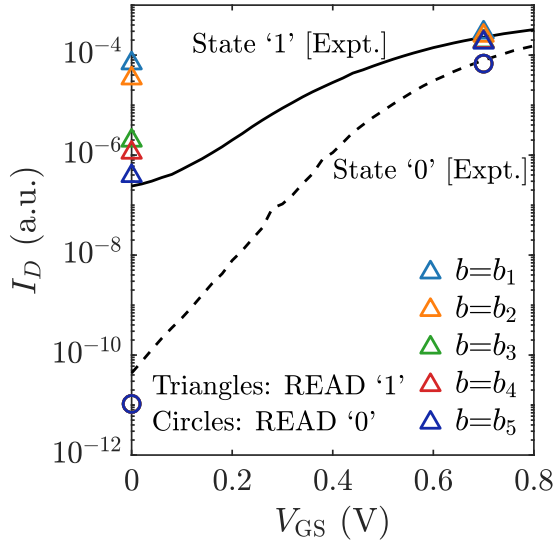 State ‘1’ [Expt.]
State ‘0’ [Expt.]
I_D (a.u.)
10^−4
10^−6
10^−8
10^−10
10^−12
b=b_1
b=b_2
b=b_3
b=b_4
b=b_5
Triangles: READ ‘1’
Circles: READ ‘0’
0 0.2 0.4 0.6 0.8
V_GS (V)